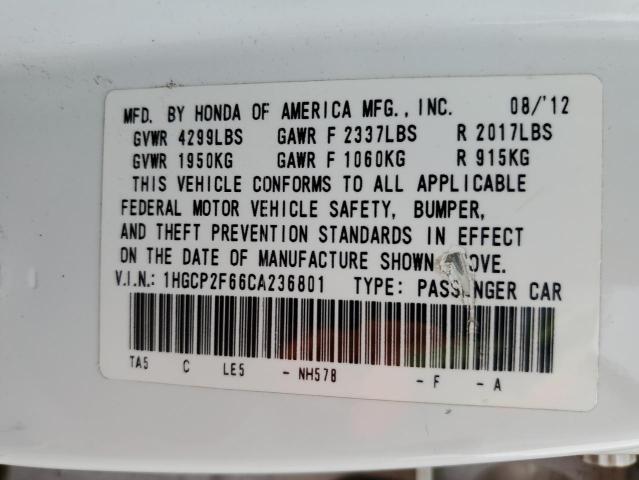 MFD. BY HONDA OF AMERICA MFG., INC. 08/'12
GVWR 4299LBS GAWR F 2337LBS R 2017LBS
GVWR 1950KG GAWR F 1060KG R 915KG
THIS VEHICLE CONFORMS TO ALL APPLICABLE
FEDERAL MOTOR VEHICLE SAFETY, BUMPER,
AND THEFT PREVENTION STANDARDS IN EFFECT
ON THE DATE OF MANUFACTURE SHOWN OVE.
V.I.N.: 1HGCP2F66CA236801 TYPE: PASSENGER CAR
TA5 C LE5 - NH578 - F - A